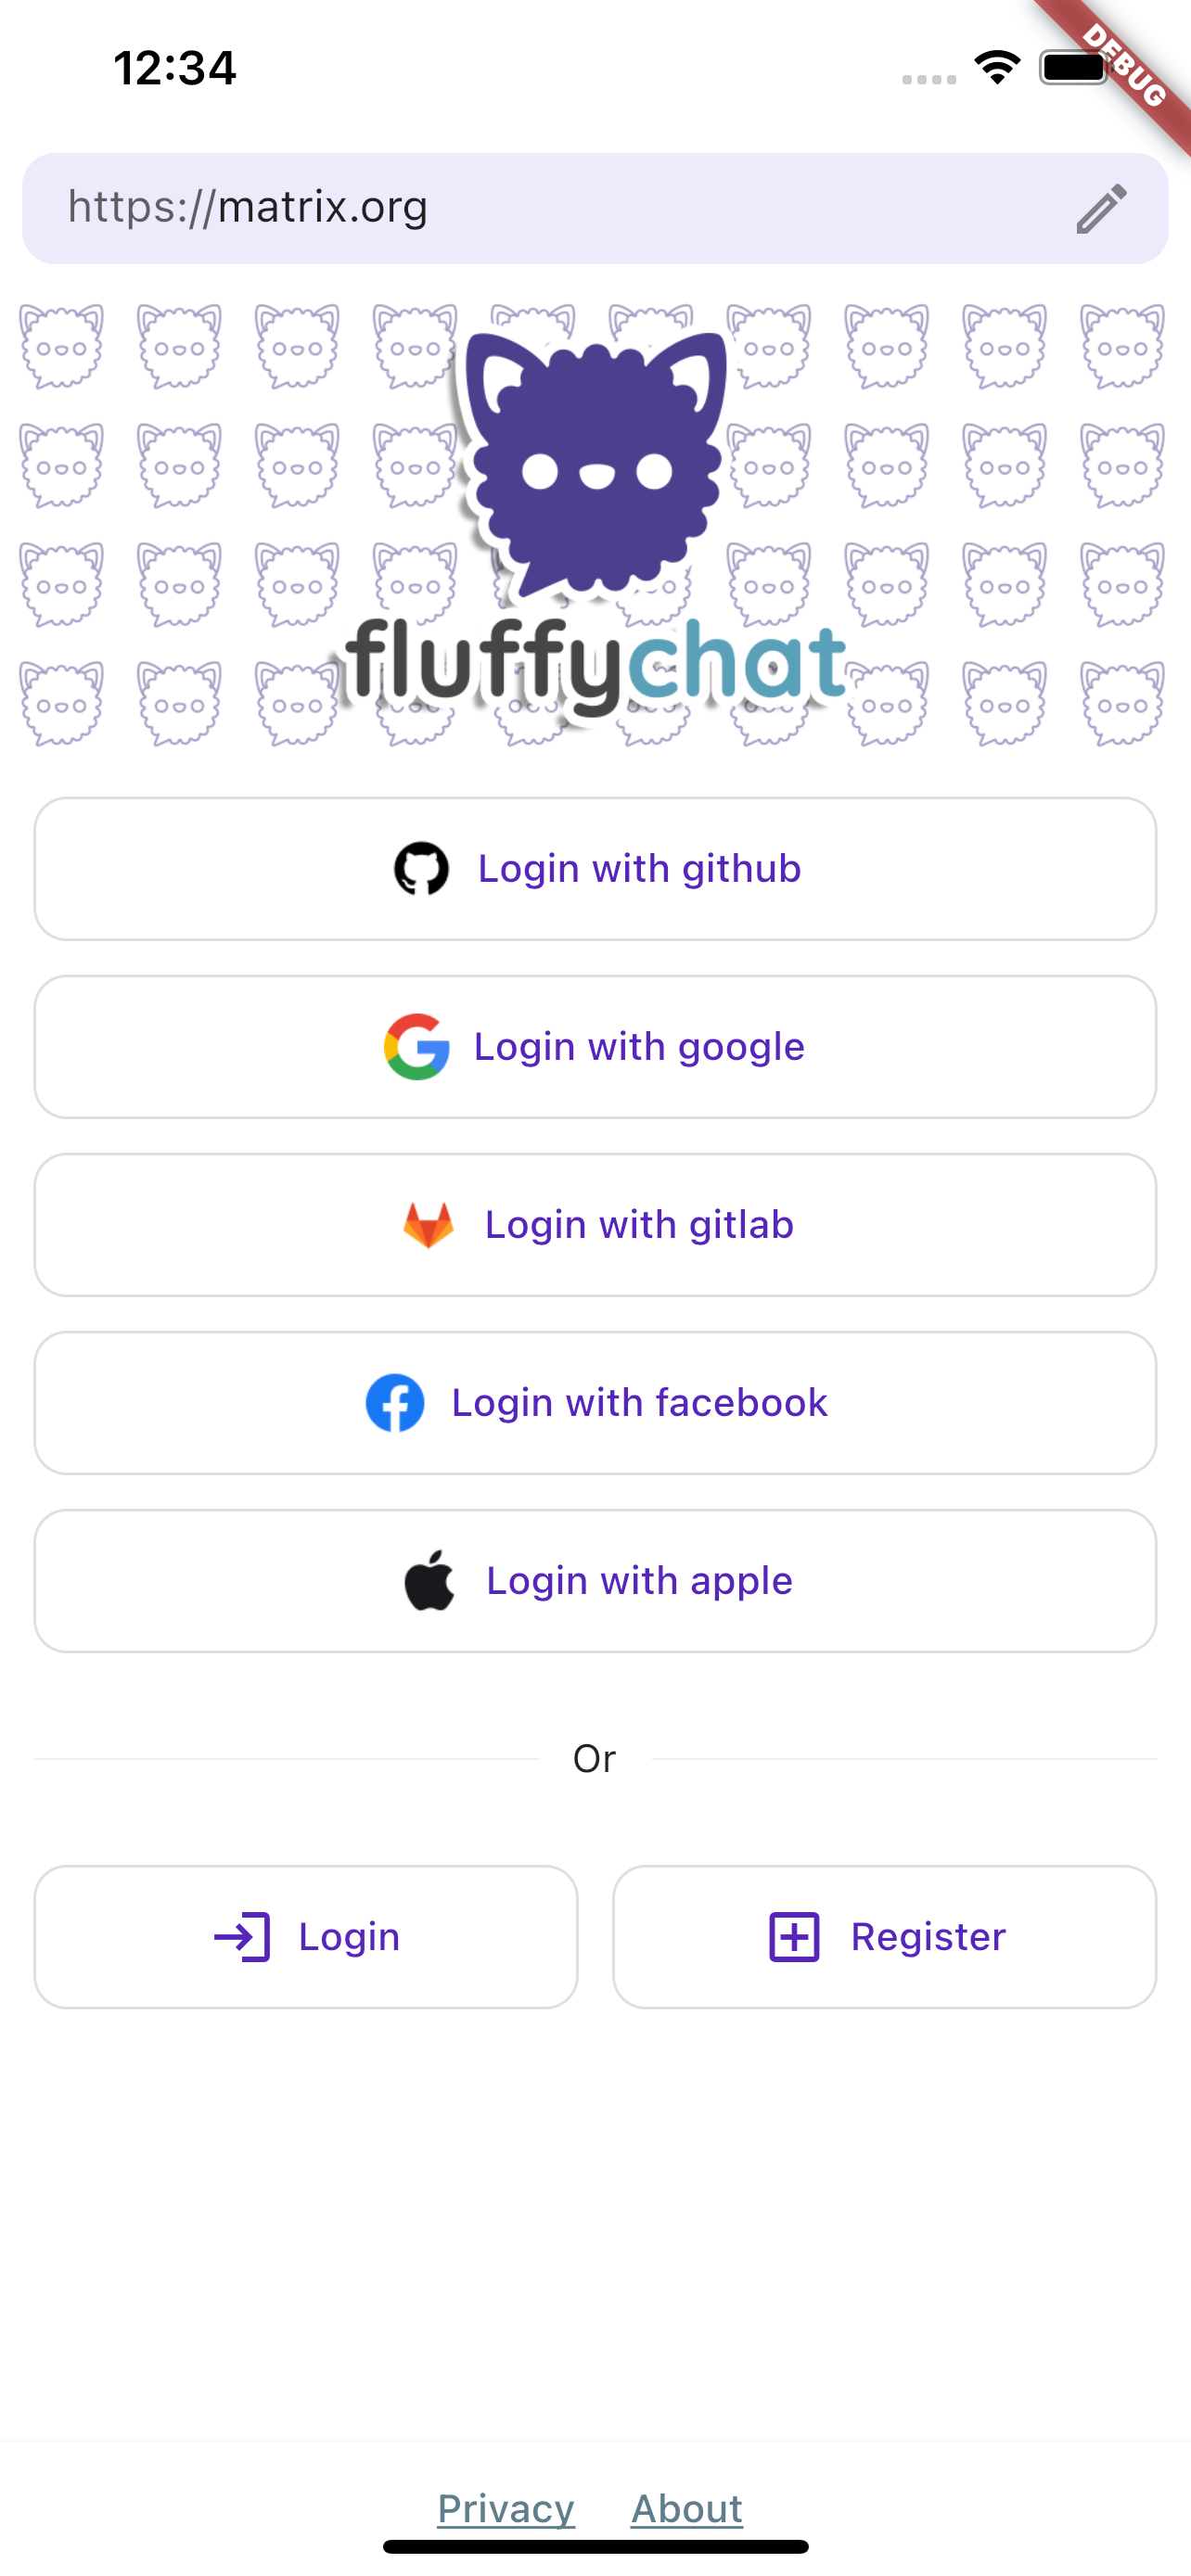 12:34
DEBUG
https://matrix.org
fluffychat
Login with github
Login with google
Login with gitlab
Login with facebook
Login with apple
Or
Login
Register
Privacy
About